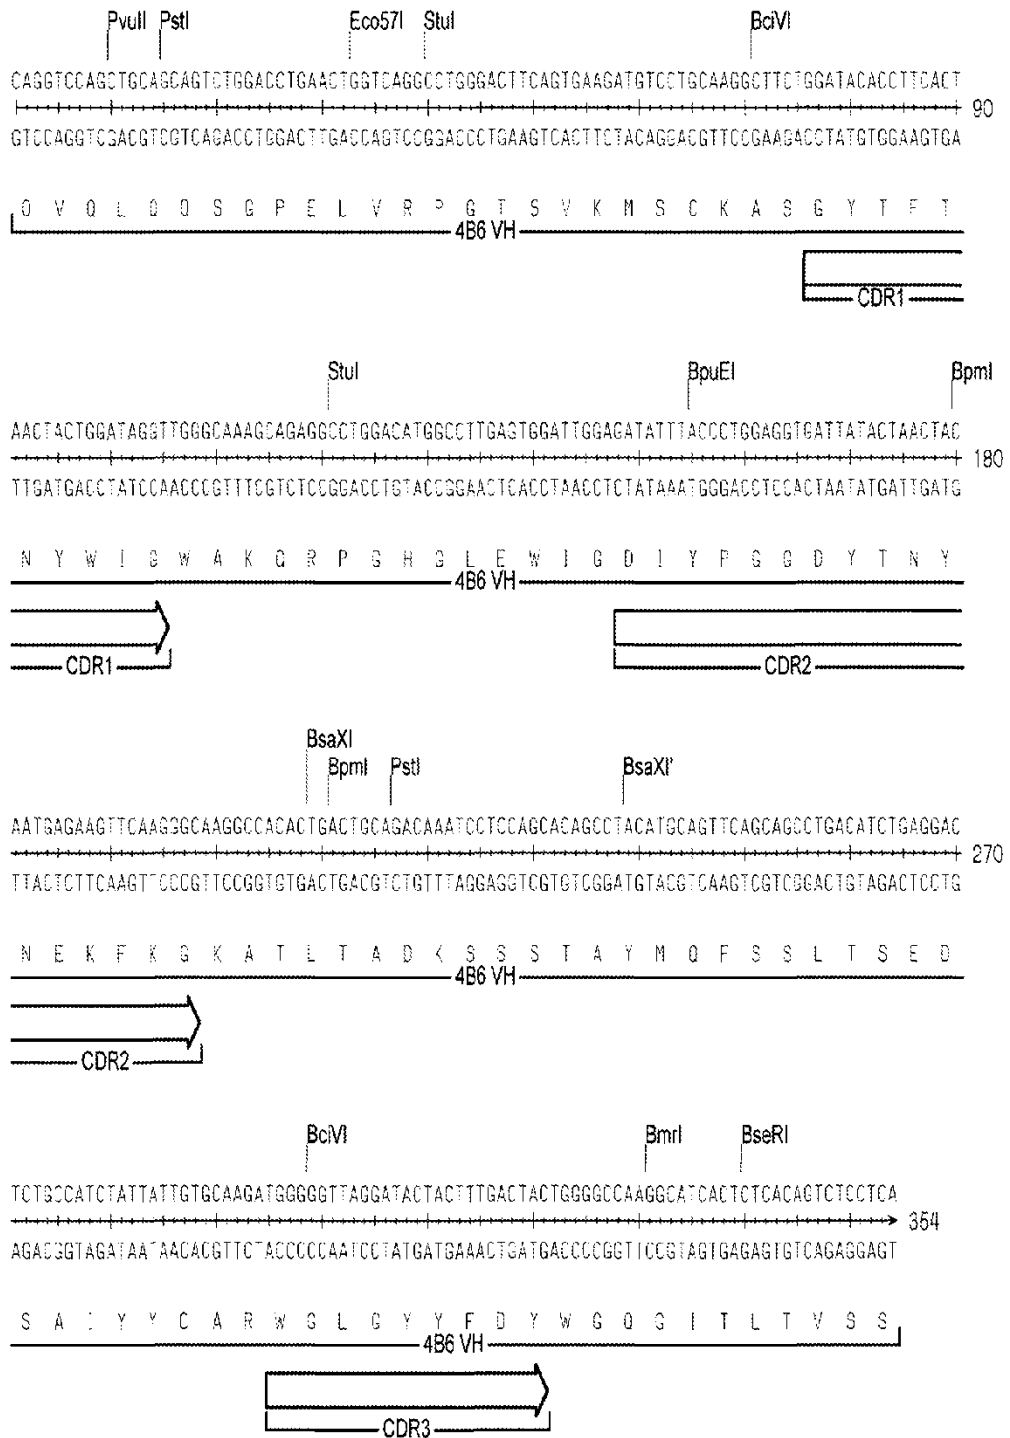 PvuII PstI Eco57I StuI BciVI
CAGGTCCAGCTGCAGCAGTCTGGACCTGAACTGGTCAGGCCTGGGACTTCAGTGAAGATGTCCTGCAAGGCTTCTGGATACACCTTCACT
90
GTCCAGGTCGACGTCGTCAGACCTGGACTTGACCAGTCCGGACCCTGAAGTCACTTCTACAGGACGTTCCGAAGACCTATGTGGAAGTGA
Q V Q L Q Q S G P E L V R P G T S V K M S C K A S G Y T F T
4B6 VH
CDR1
StuI BpuEI BpmI
AACTACTGGATAGGTTGGGCAAAGCAGAGGCCTGGACATGGCCTTGAGTGGATTGGAGATATTTACCCTGGAGGTGATTATACTAACTAC
180
TTGATGACCTATCCAACCCGTTTCGTCTCCGGACCTGTACCGGAACTCACCTAACCTCTATAAATGGGACCTCCACTAATATGATTGATG
N Y W I G W A K Q R P G H G L E W I G D I Y P G G D Y T N Y
4B6 VH
CDR1 CDR2
BsaXI
BpmI PstI BsaXI'
AATGAGAAGTTCAAGGGCAAGGCCACACTGACTGCAGACAAATCCTCCAGCACAGCCTACATGCAGTTCAGCAGCCTGACATCTGAGGAC
270
TTACTCTTCAAGTTCCCGTTCCGGTGTGACTGACGTCTGTTTAGGAGGTCGTGTCGGATGTACGTCAAGTCGTCGGACTGTAGACTCCTG
N E K F K G K A T L T A D K S S S T A Y M Q F S S L T S E D
4B6 VH
CDR2
BciVI BmrI BseRI
TCTGCCATCTATTATTGTGCAAGATGGGGGTTAGGATACTACTTTGACTACTGGGGCCAAGGCATCACTCTCACAGTCTCCTCA
354
AGACGGTAGATAATAACACGTTCTACCCCCAATCCTATGATGAAACTGATGACCCCGGTTCCGTAGTGAGAGTGTCAGAGGAGT
S A I Y Y C A R W G L G Y Y F D Y W G Q G I T L T V S S
4B6 VH
CDR3